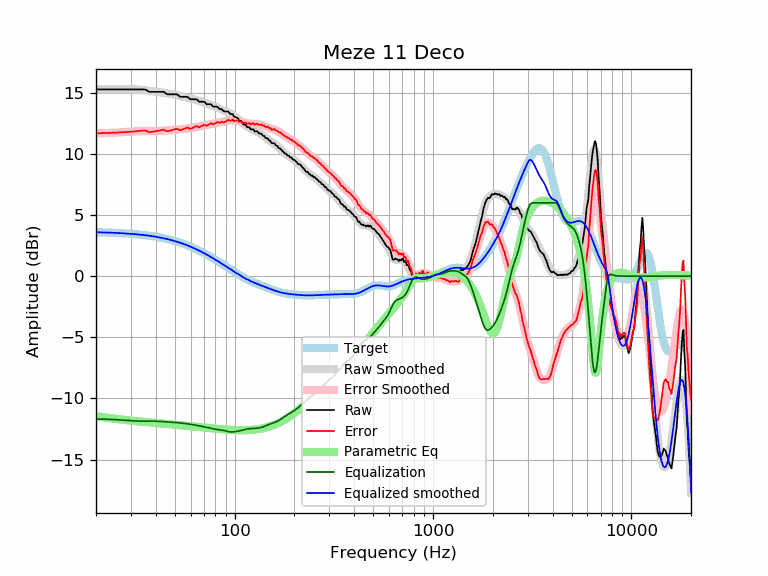 Meze 11 Deco
Amplitude (dBr)
15
10
5
0
−5
−10
−15
Target
Raw Smoothed
Error Smoothed
Raw
Error
Parametric Eq
Equalization
Equalized smoothed
100
1000
10000
Frequency (Hz)